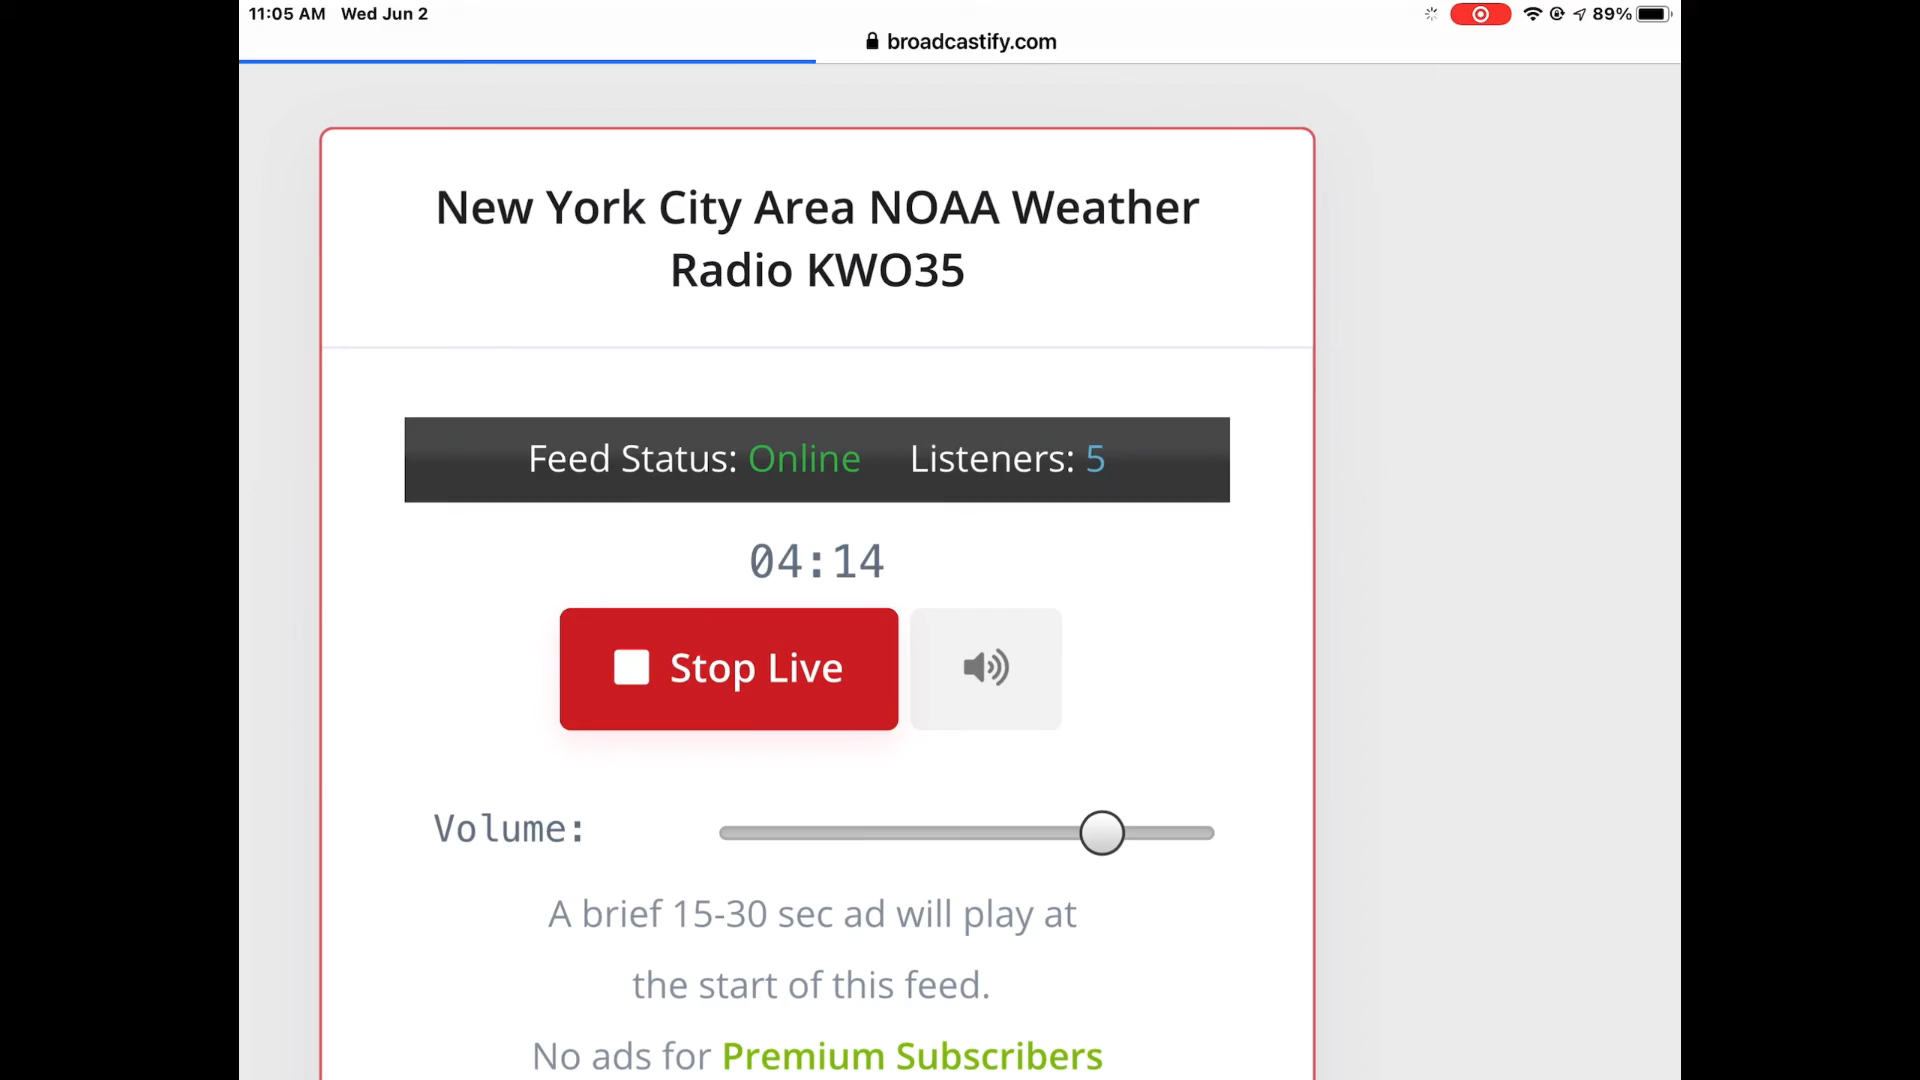 11:05 AM Wed Jun 2
89%
broadcastify.com
New York City Area NOAA Weather
Radio KWO35
Feed Status: Online Listeners: 5
04:14
Stop Live
Volume:
A brief 15-30 sec ad will play at
the start of this feed.
No ads for Premium Subscribers